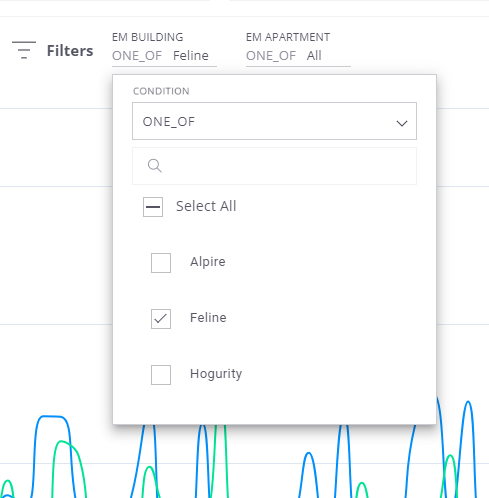 Filters
EM BUILDING
ONE_OF Feline
EM APARTMENT
ONE_OF All
CONDITION
ONE_OF
Select All
Alpire
Feline
Hogurity